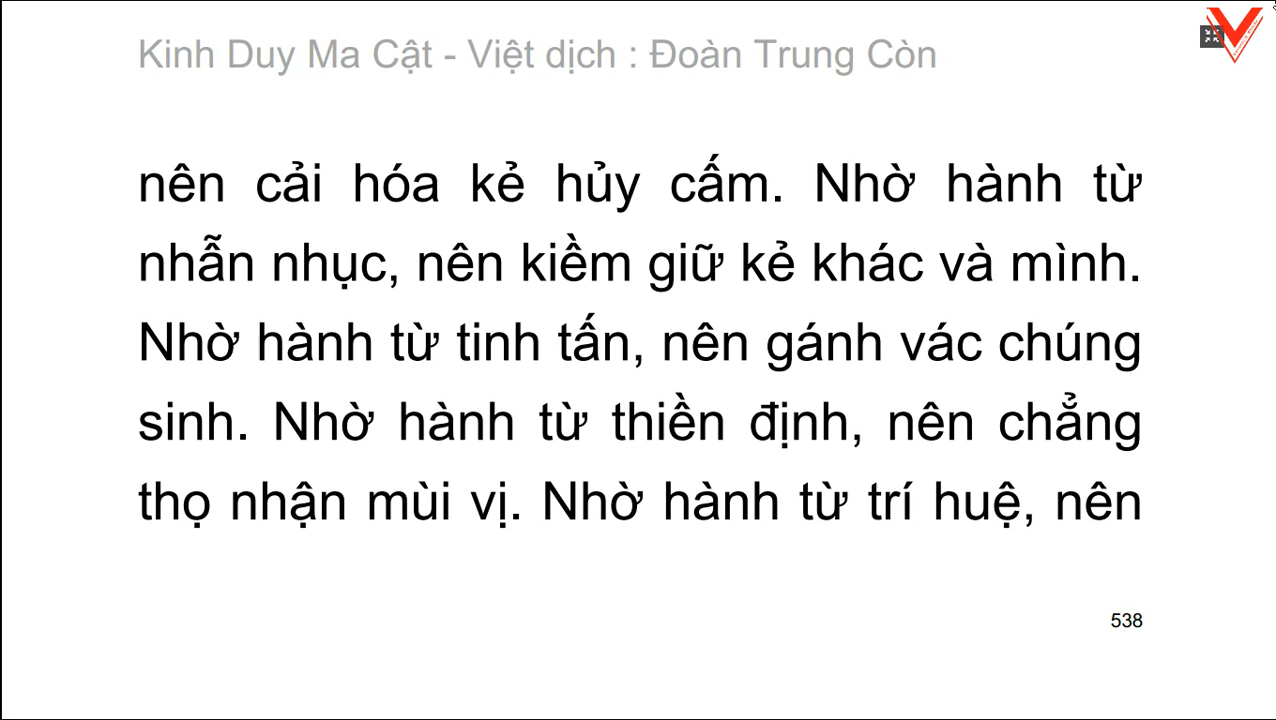 Kinh Duy Ma Cật - Việt dịch : Đoàn Trung Còn
nên cải hóa kẻ hủy cấm. Nhờ hành từ
nhẫn nhục, nên kiềm giữ kẻ khác và mình.
Nhờ hành từ tinh tấn, nên gánh vác chúng
sinh. Nhờ hành từ thiền định, nên chẳng
thọ nhận mùi vị. Nhờ hành từ trí huệ, nên
538